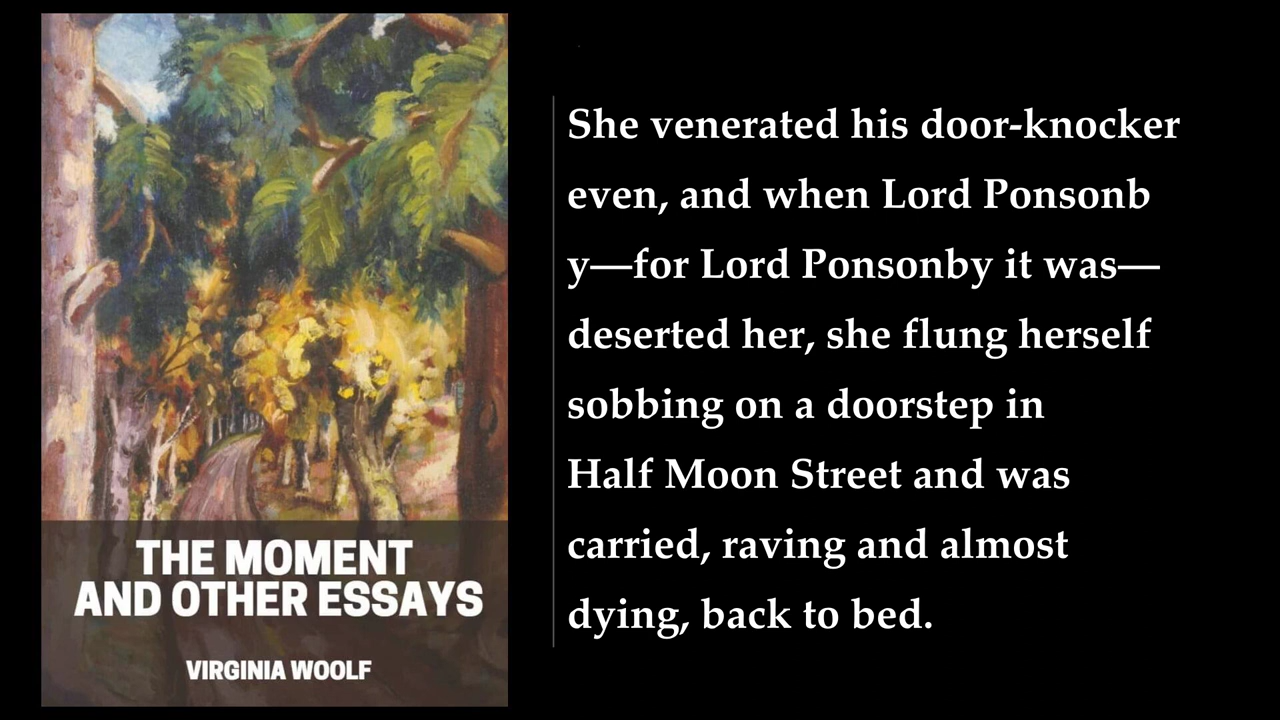 THE MOMENT
AND OTHER ESSAYS
VIRGINIA WOOLF
She venerated his door-knocker
even, and when Lord Ponsonb
y—for Lord Ponsonby it was—
deserted her, she flung herself
sobbing on a doorstep in
Half Moon Street and was
carried, raving and almost
dying, back to bed.